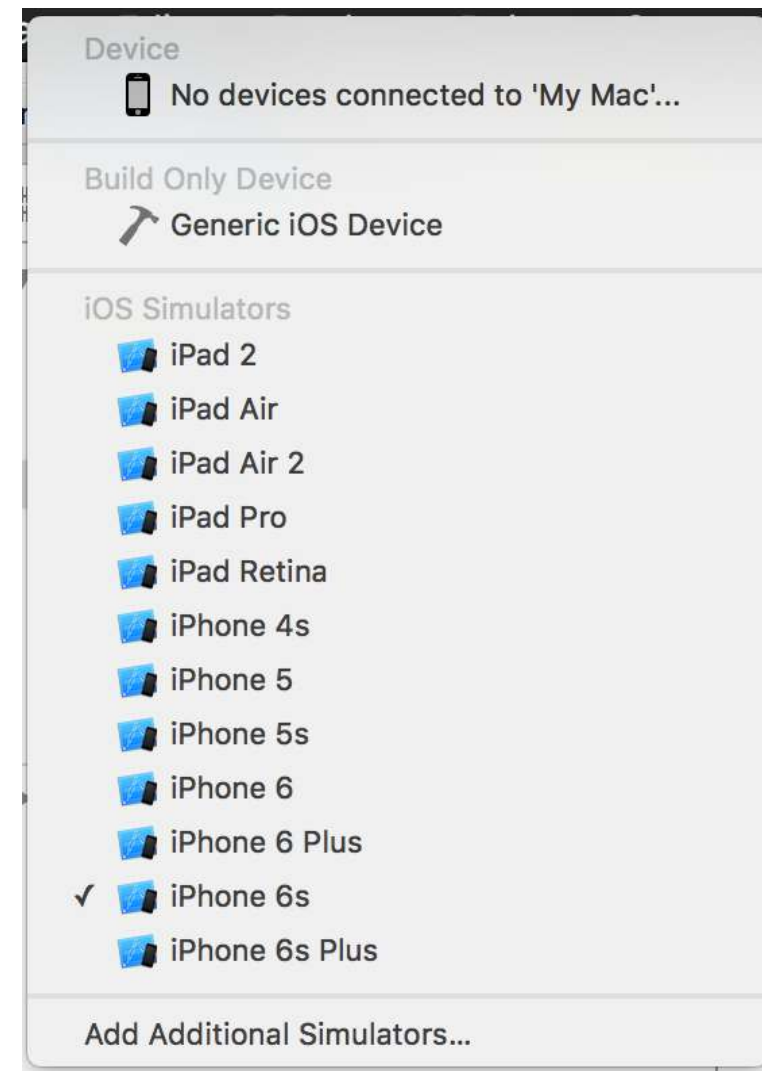 Device
No devices connected to 'My Mac'...
Build Only Device
Generic iOS Device
iOS Simulators
iPad 2
iPad Air
iPad Air 2
iPad Pro
iPad Retina
iPhone 4s
iPhone 5
iPhone 5s
iPhone 6
iPhone 6 Plus
✓ iPhone 6s
iPhone 6s Plus
Add Additional Simulators...